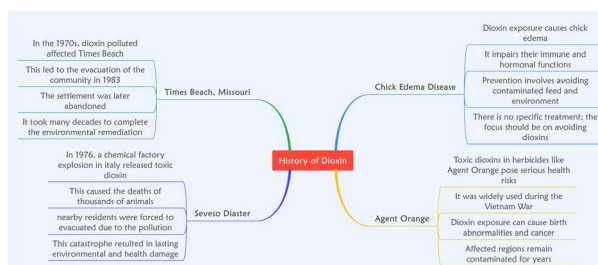 In the 1970s, dioxin polluted
affected Times Beach
This led to the evacuation of the
community in 1983
The settlement was later
abandoned
It took many decades to complete
the environmental remediation
Times Beach, Missouri
In 1976, a chemical factory
explosion in italy released toxic
dioxin
This caused the deaths of
thousands of animals
nearby residents were forced to
evacuated due to the pollution
This catastrophe resulted in lasting
environmental and health damage
Seveso Diaster
History of Dioxin
Chick Edema Disease
Dioxin exposure causes chick
edema
It impairs their immune and
hormonal functions
Prevention involves avoiding
contaminated feed and
environment
There is no specific treatment; the
focus should be on avoiding
dioxins
Agent Orange
Toxic dioxins in herbicides like
Agent Orange pose serious health
risks
It was widely used during the
Vietnam War
Dioxin exposure can cause birth
abnormalities and cancer
Affected regions remain
contaminated for years